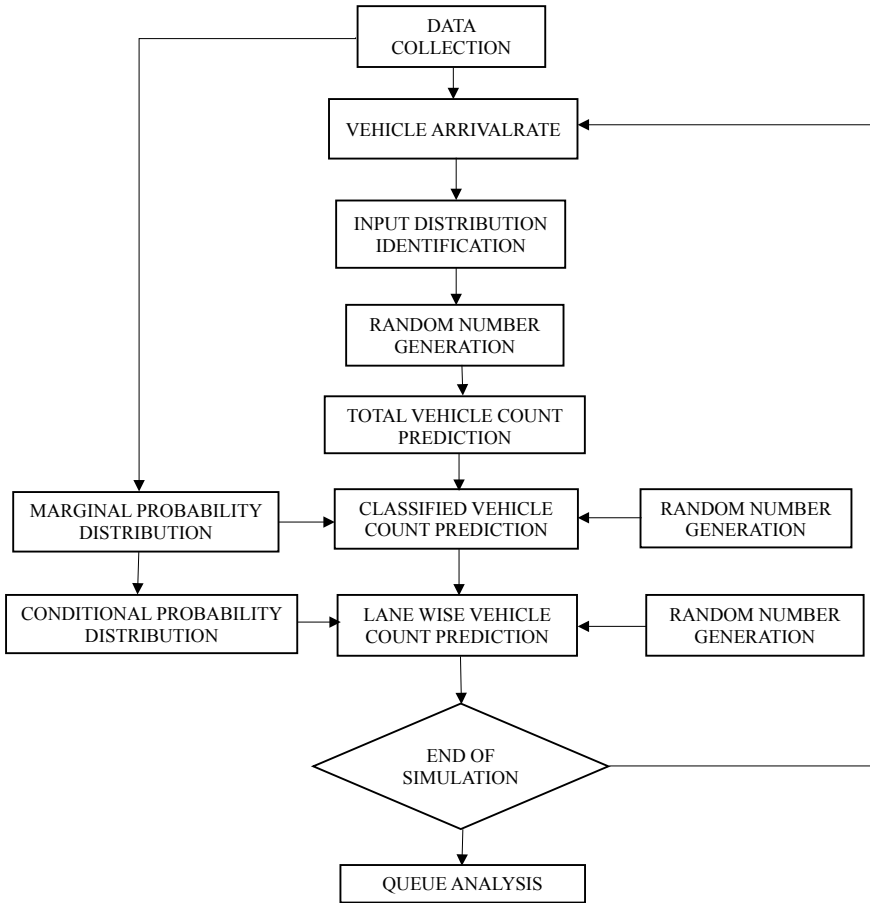 DATA
COLLECTION
VEHICLE ARRIVALRATE
INPUT DISTRIBUTION
IDENTIFICATION
RANDOM NUMBER
GENERATION
TOTAL VEHICLE COUNT
PREDICTION
MARGINAL PROBABILITY
DISTRIBUTION
CLASSIFIED VEHICLE
COUNT PREDICTION
RANDOM NUMBER
GENERATION
CONDITIONAL PROBABILITY
DISTRIBUTION
LANE WISE VEHICLE
COUNT PREDICTION
RANDOM NUMBER
GENERATION
END OF
SIMULATION
QUEUE ANALYSIS